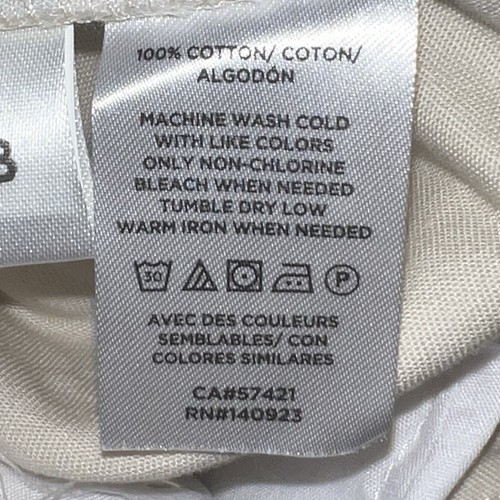 100% COTTON/ COTON/
ALGODÓN
MACHINE WASH COLD
WITH LIKE COLORS
ONLY NON-CHLORINE
BLEACH WHEN NEEDED
TUMBLE DRY LOW
WARM IRON WHEN NEEDED
30 P
AVEC DES COULEURS
SEMBLABLES/ CON
COLORES SIMILARES
CA#57421
RN#140923